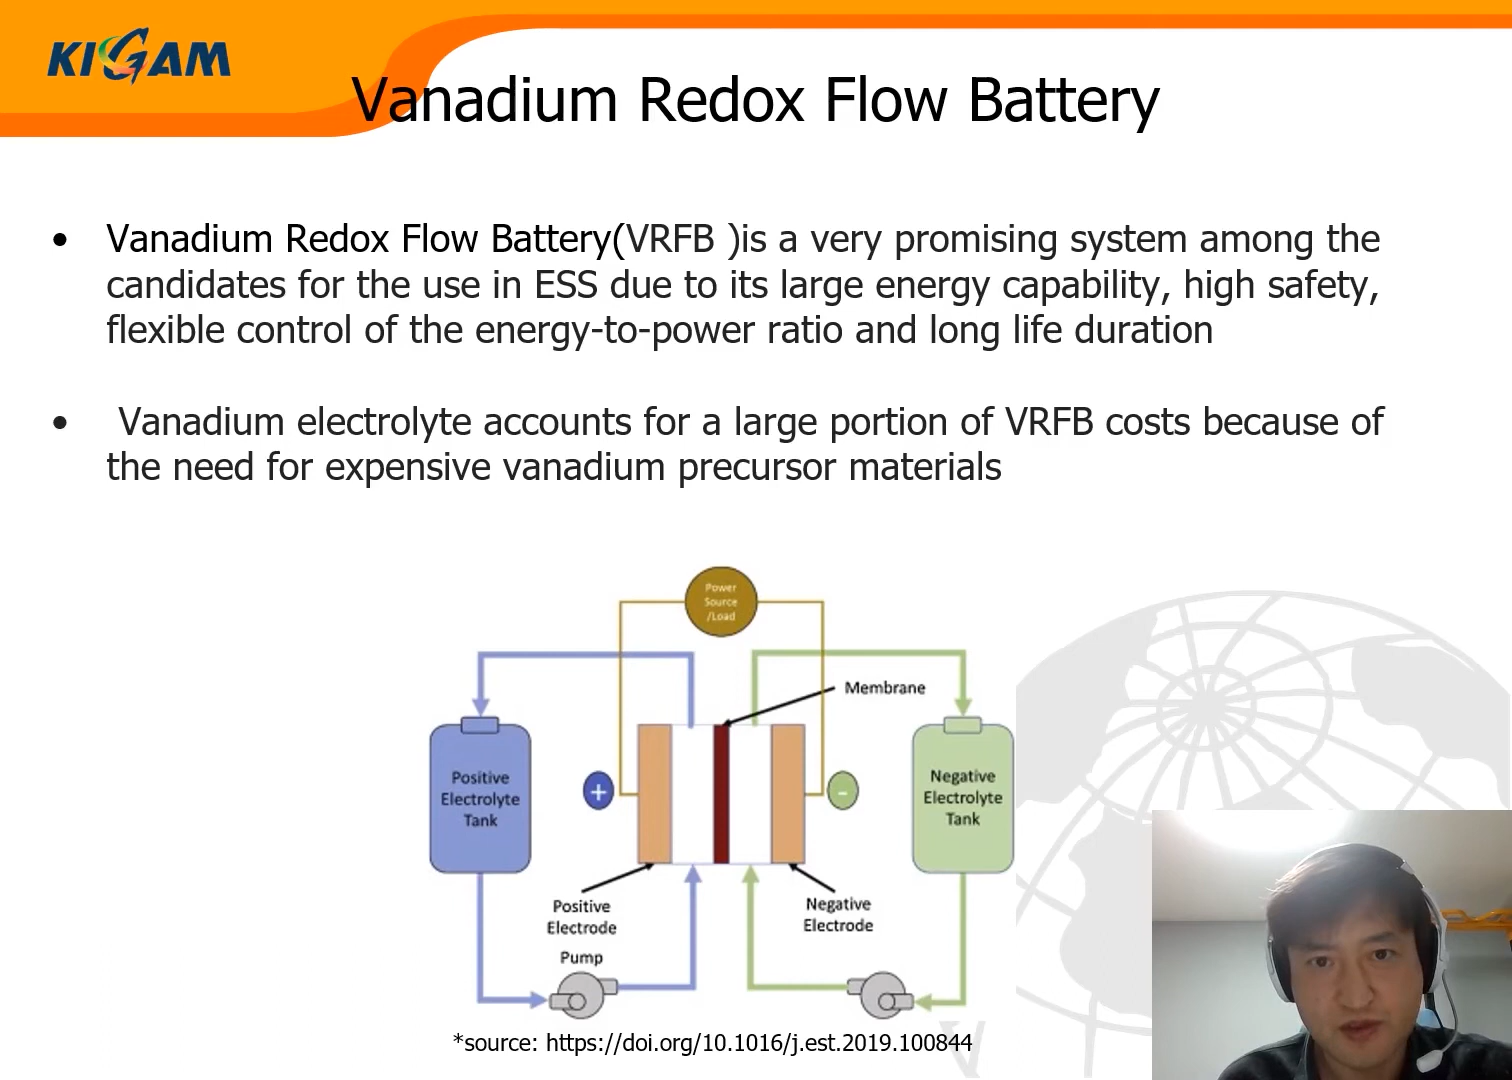 KIGAM
Vanadium Redox Flow Battery
• Vanadium Redox Flow Battery(VRFB )is a very promising system among the
candidates for the use in ESS due to its large energy capability, high safety,
flexible control of the energy-to-power ratio and long life duration
• Vanadium electrolyte accounts for a large portion of VRFB costs because of
the need for expensive vanadium precursor materials
Power
Source
/Load
Membrane
Positive
Electrolyte
Tank
+
-
Negative
Electrolyte
Tank
Positive
Electrode
Negative
Electrode
Pump
*source: https://doi.org/10.1016/j.est.2019.100844